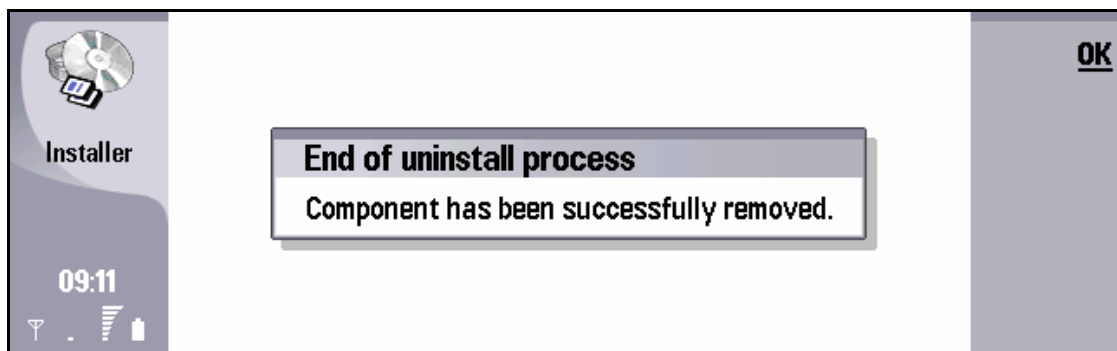 Installer
OK
End of uninstall process
Component has been successfully removed.
09:11